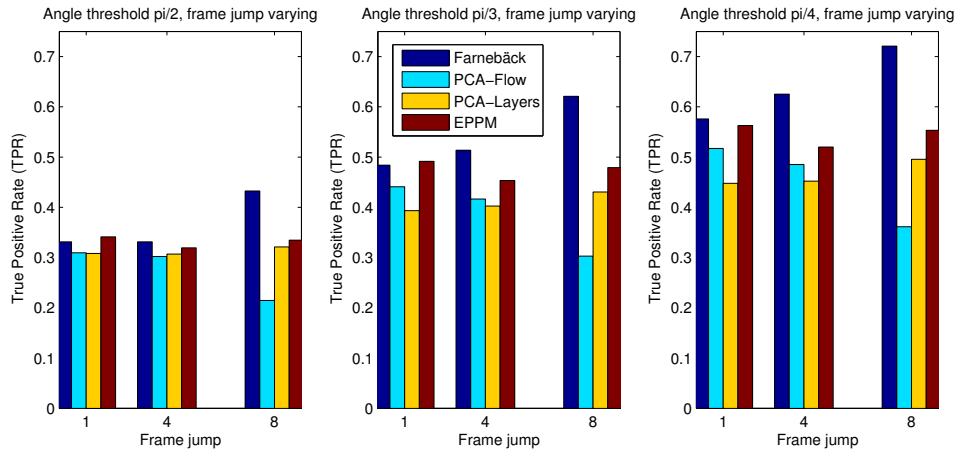 Angle threshold pi/2, frame jump varying
True Positive Rate (TPR)
0.7
0.6
0.5
0.4
0.3
0.2
0.1
0
1
4
8
Frame jump
Angle threshold pi/3, frame jump varying
True Positive Rate (TPR)
0.7
0.6
0.5
0.4
0.3
0.2
0.1
0
Farnebäck
PCA−Flow
PCA−Layers
EPPM
1
4
8
Frame jump
Angle threshold pi/4, frame jump varying
True Positive Rate (TPR)
0.7
0.6
0.5
0.4
0.3
0.2
0.1
0
1
4
8
Frame jump